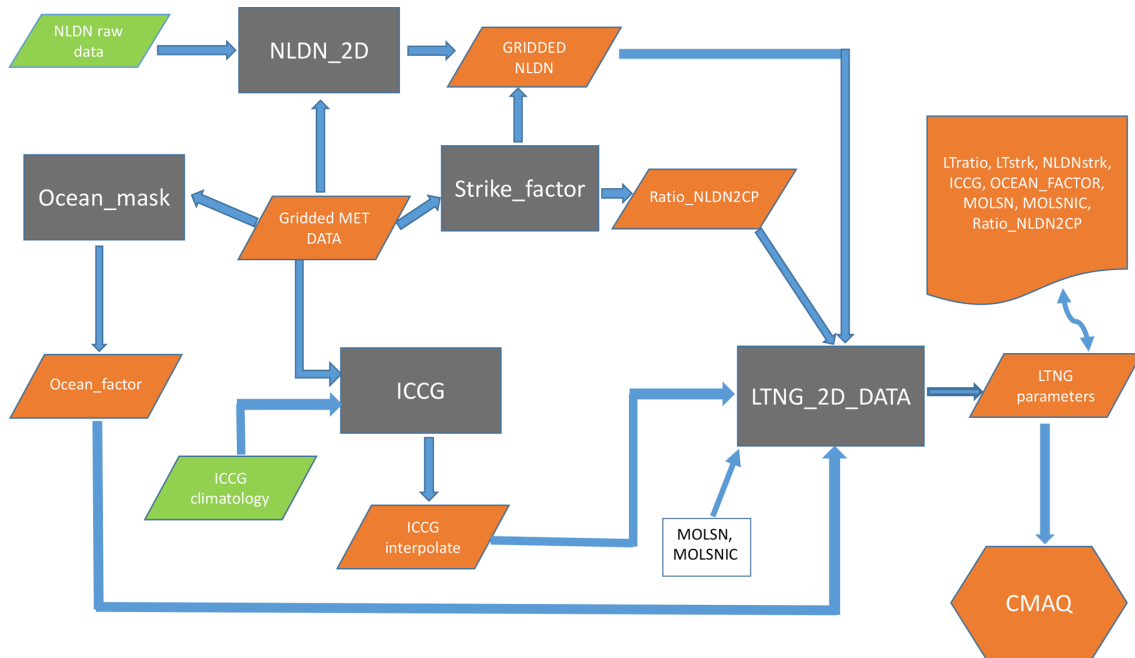 NLDN raw
data
NLDN_2D
GRIDDED
NLDN
Ocean_mask
Gridded MET
DATA
Strike_factor
Ratio_NLDN2CP
LTratio, LTstrk, NLDNstrk,
ICCG, OCEAN_FACTOR,
MOLSN, MOLSNIC,
Ratio_NLDN2CP
Ocean_factor
ICCG
LTNG_2D_DATA
LTNG
parameters
ICCG
climatology
ICCG
interpolate
MOLSN,
MOLSNIC
CMAQ